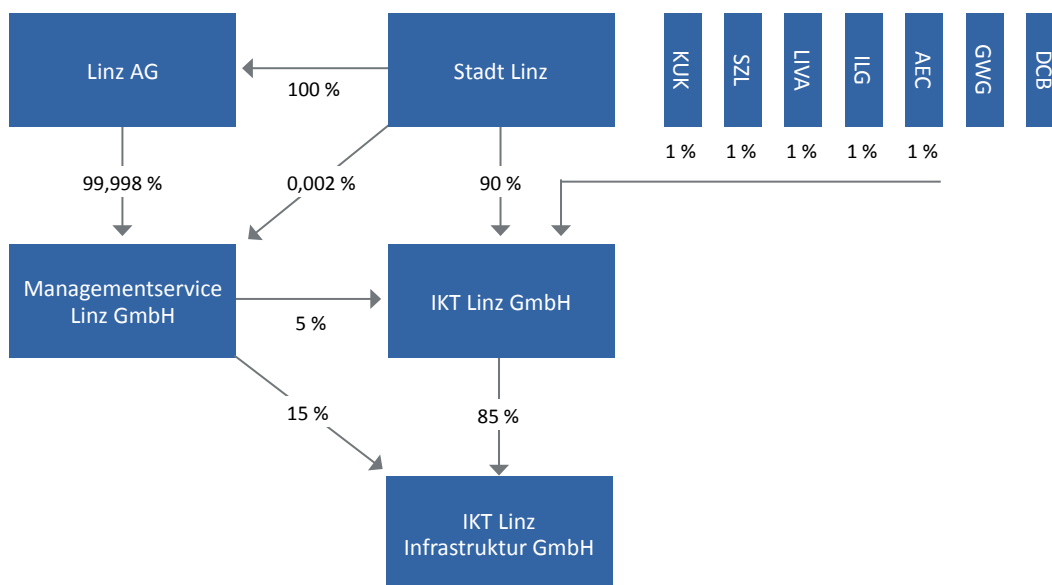 Linz AG
Stadt Linz
KUK
SZL
LIVA
ILG
AEC
GWG
DCB
100 %
1 %
1 %
1 %
1 %
1 %
99,998 %
0,002 %
90 %
Managementservice
Linz GmbH
IKT Linz GmbH
5 %
15 %
85 %
IKT Linz
Infrastruktur GmbH